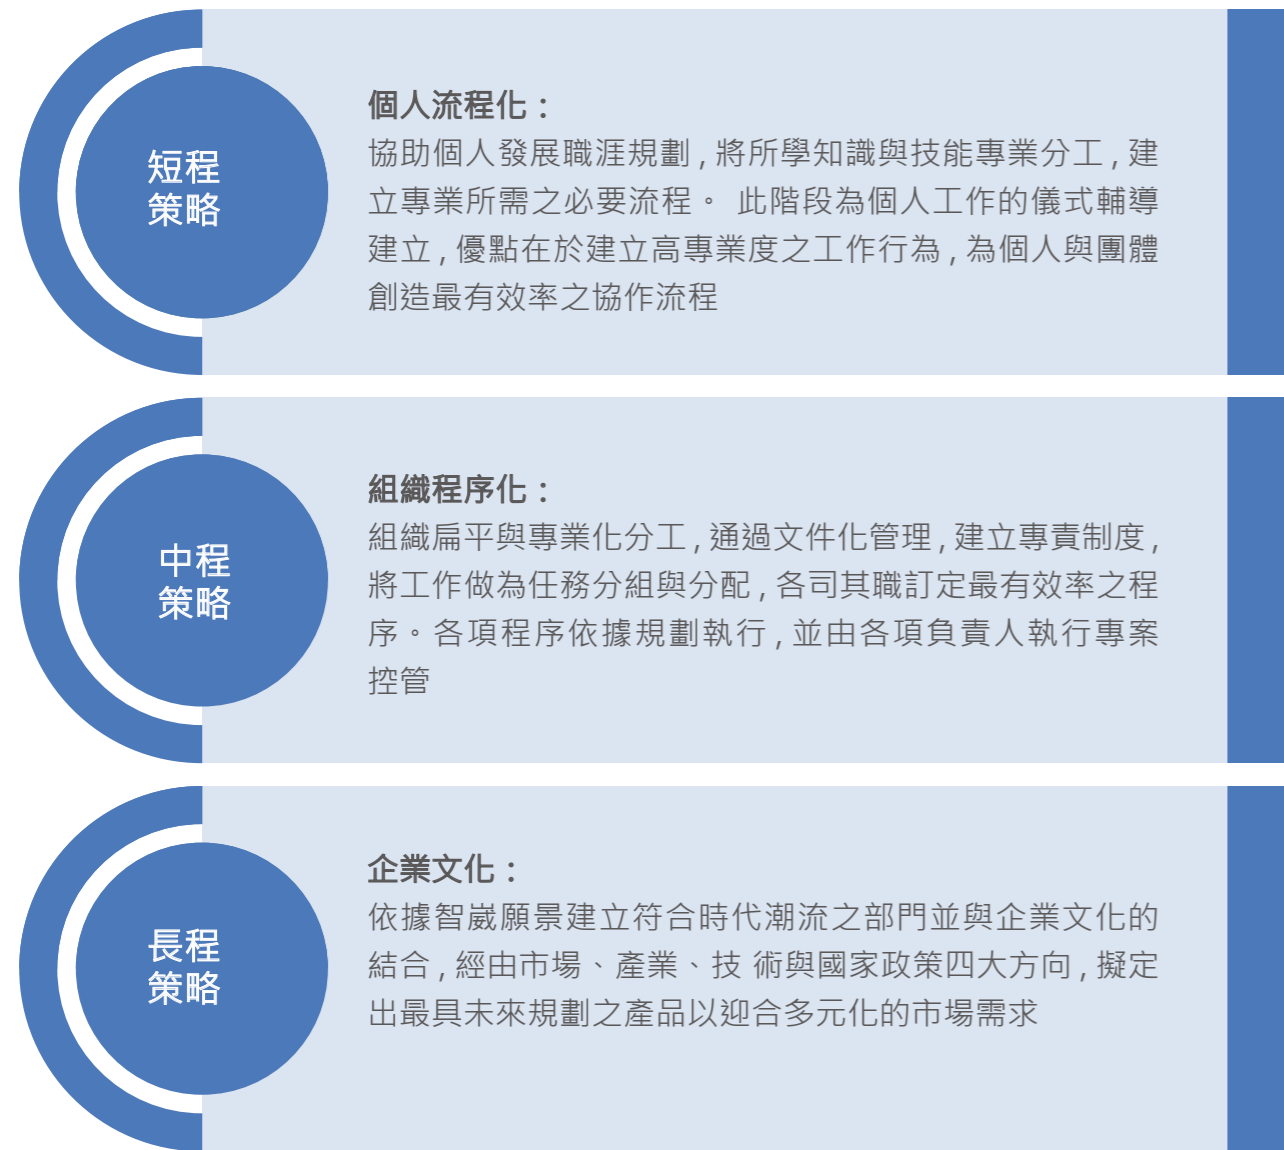 短程
策略
個人流程化：
協助個人發展職涯規劃，將所學知識與技能專業分工，建
立專業所需之必要流程。 此階段為個人工作的儀式輔導
建立，優點在於建立高專業度之工作行為，為個人與團體
創造最有效率之協作流程
中程
策略
組織程序化：
組織扁平與專業化分工，通過文件化管理，建立專責制度，
將工作做為任務分組與分配，各司其職訂定最有效率之程
序。各項程序依據規劃執行，並由各項負責人執行專案
控管
長程
策略
企業文化：
依據智崴願景建立符合時代潮流之部門並與企業文化的
結合，經由市場、產業、技 術與國家政策四大方向，擬定
出最具未來規劃之產品以迎合多元化的市場需求